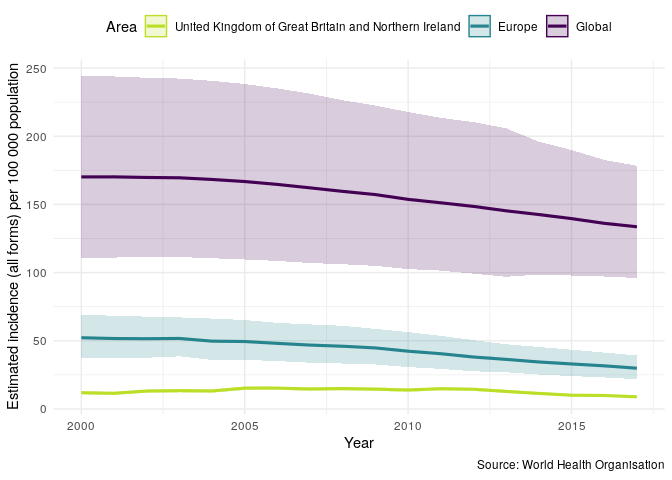 Area United Kingdom of Great Britain and Northern Ireland Europe Global
Estimated incidence (all forms) per 100 000 population
250
200
150
100
50
0
2000 2005 2010 2015
Year
Source: World Health Organisation